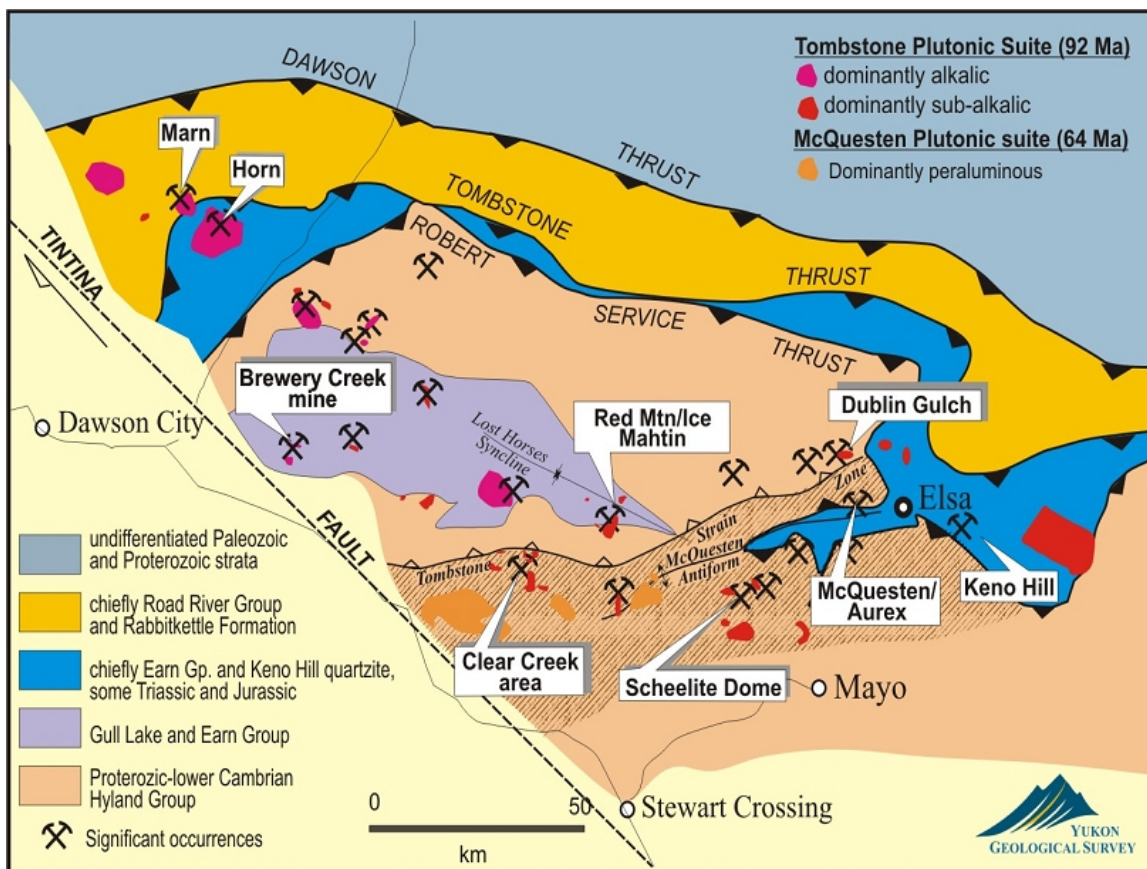 Tombstone Plutonic Suite (92 Ma)
dominantly alkalic
dominantly sub-alkalic
McQuesten Plutonic suite (64 Ma)
Dominantly peraluminous
DAWSON
THRUST
Marn
Horn
TOMBSTONE
THRUST
ROBERT
SERVICE
THRUST
TINTINA
FAULT
Brewery Creek
mine
Dawson City
Lost Horses
Syncline
Red Mtn/Ice
Mahtin
Dublin Gulch
Tombstone
Strain
Zone
McQuesten
Antiform
Elsa
Keno Hill
McQuesten/
Aurex
Clear Creek
area
Scheelite Dome
Mayo
Stewart Crossing
undifferentiated Paleozoic
and Proterozoic strata
chiefly Road River Group
and Rabbitkettle Formation
chiefly Earn Gp. and Keno Hill quartzite,
some Triassic and Jurassic
Gull Lake and Earn Group
Proterozic-lower Cambrian
Hyland Group
Significant occurrences
0 50
km
YUKON
GEOLOGICAL SURVEY